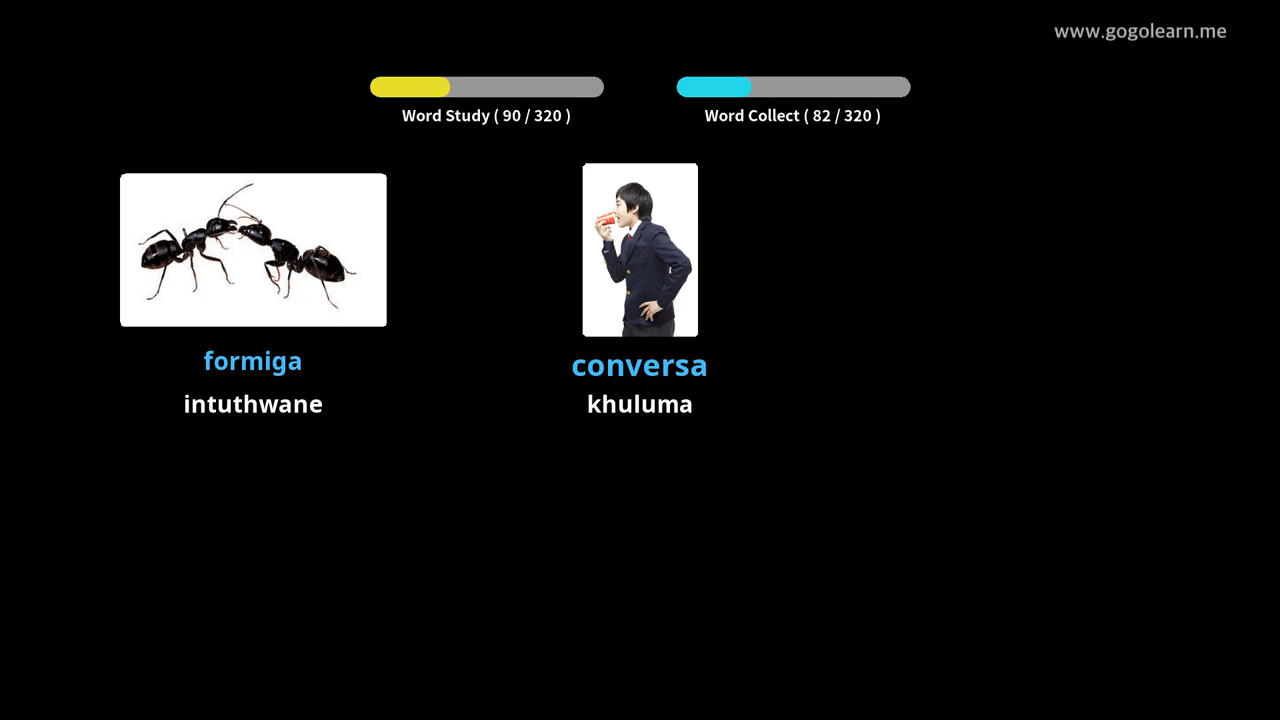 www.gogolearn.me
Word Study ( 90 / 320 )
Word Collect ( 82 / 320 )
formiga
intuthwane
conversa
khuluma